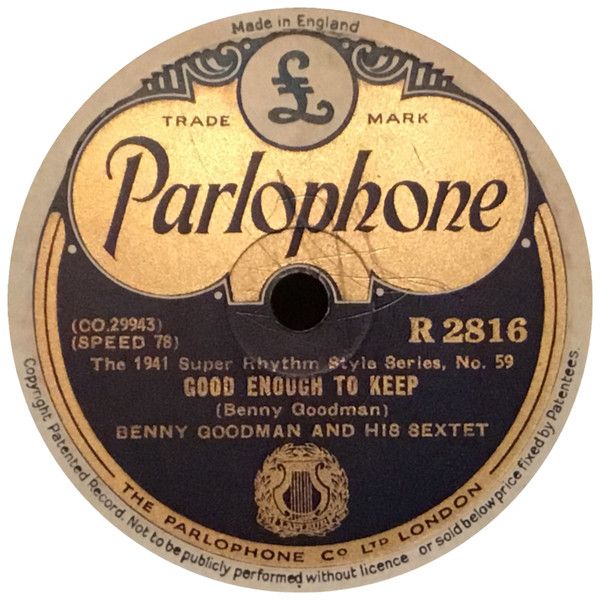 Made in England
£
TRADE MARK
Parlophone
(CO.29943)
(SPEED 78)
R 2816
The 1941 Super Rhythm Style Series, No. 59
GOOD ENOUGH TO KEEP
(Benny Goodman)
BENNY GOODMAN AND HIS SEXTET
THE PARLOPHONE CO LTD LONDON
Copyright Patented Record. Not to be publicly performed without licence or sold below price fixed by Patentees.